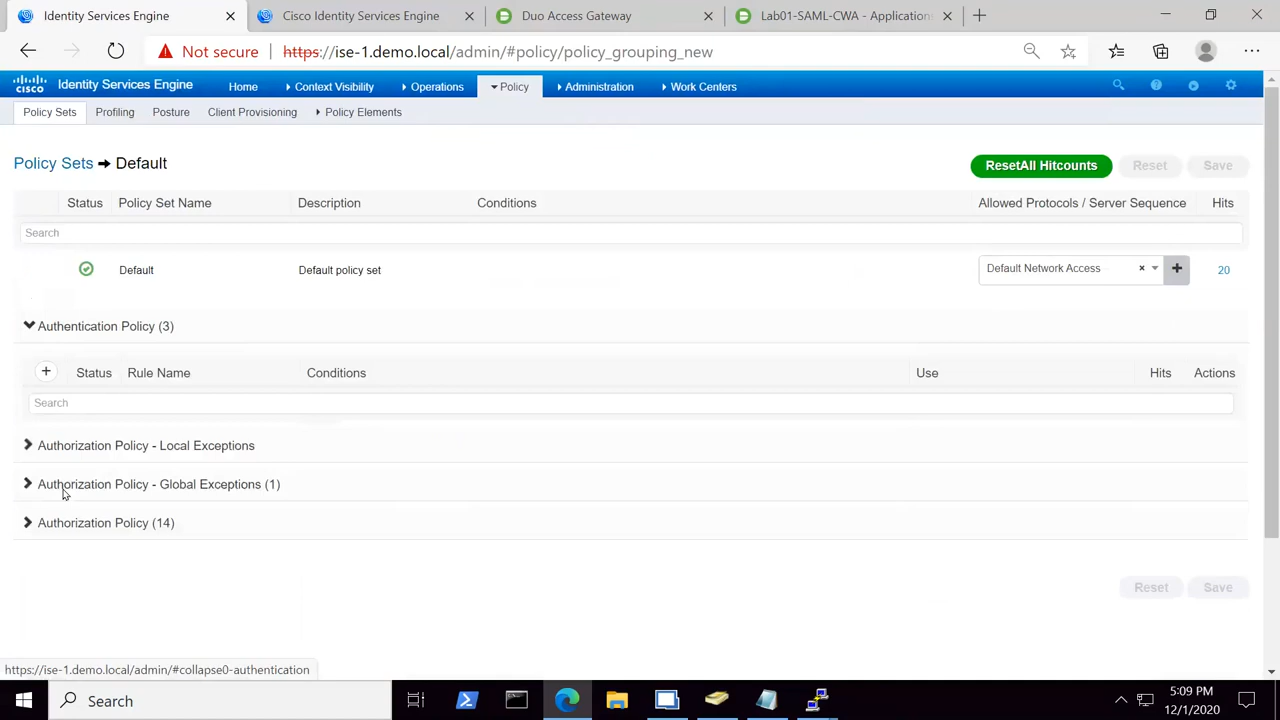 Identity Services Engine
Cisco Identity Services Engine
Duo Access Gateway
Lab01-SAML-CWA - Applications
Not secure
https://ise-1.demo.local/admin/#policy/policy_grouping_new
CISCO
Identity Services Engine
Home
Context Visibility
Operations
Policy
Administration
Work Centers
Policy Sets
Profiling
Posture
Client Provisioning
Policy Elements
Policy Sets → Default
ResetAll Hitcounts
Reset
Save
Status
Policy Set Name
Description
Conditions
Allowed Protocols / Server Sequence
Hits
Search
Default
Default policy set
Default Network Access
20
Authentication Policy (3)
Status
Rule Name
Conditions
Use
Hits
Actions
Search
Authorization Policy - Local Exceptions
Authorization Policy - Global Exceptions (1)
Authorization Policy (14)
Reset
Save
https://ise-1.demo.local/admin/#collapse0-authentication
Search
5:09 PM
12/1/2020